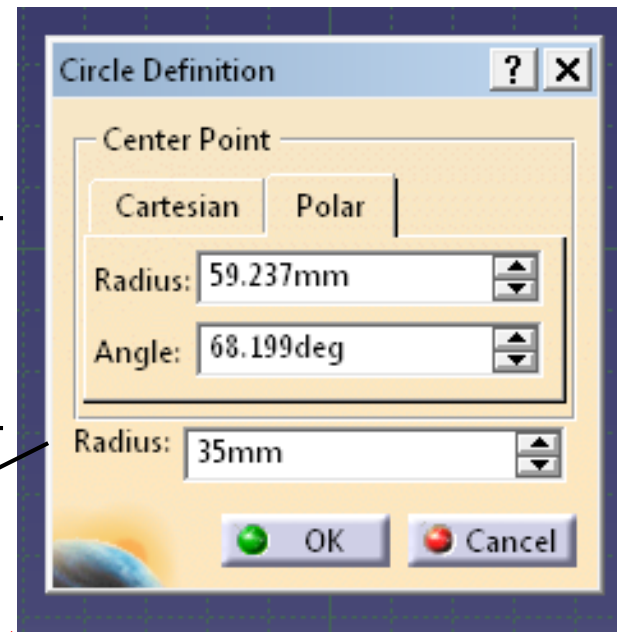 Circle Definition ? X
Center Point
Cartesian Polar
Radius: 59.237mm
Angle: 68.199deg
Radius: 35mm
OK Cancel